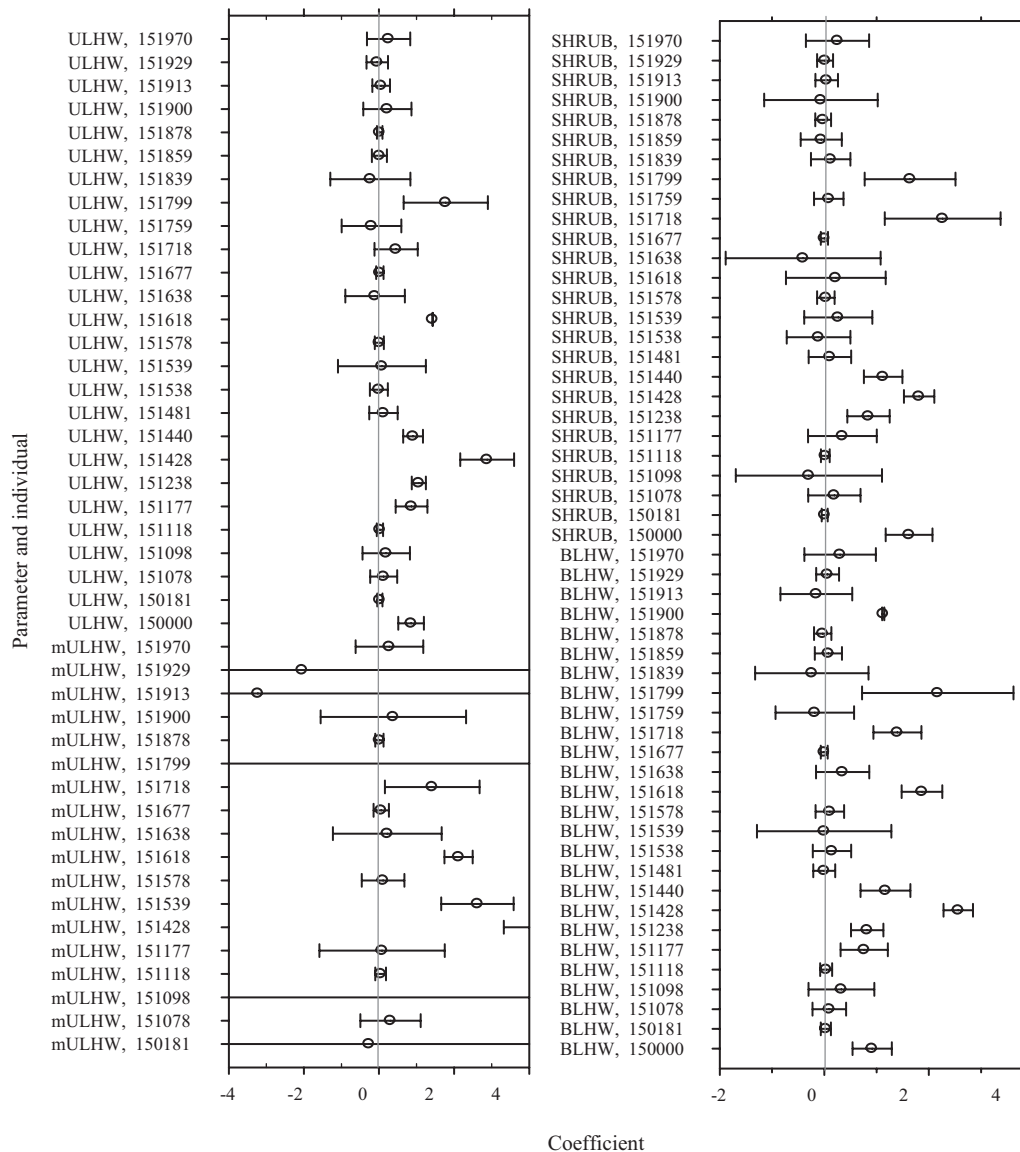 Parameter and individual
ULHW, 151970
ULHW, 151929
ULHW, 151913
ULHW, 151900
ULHW, 151878
ULHW, 151859
ULHW, 151839
ULHW, 151799
ULHW, 151759
ULHW, 151718
ULHW, 151677
ULHW, 151638
ULHW, 151618
ULHW, 151578
ULHW, 151539
ULHW, 151538
ULHW, 151481
ULHW, 151440
ULHW, 151428
ULHW, 151238
ULHW, 151177
ULHW, 151118
ULHW, 151098
ULHW, 151078
ULHW, 150181
ULHW, 150000
mULHW, 151970
mULHW, 151929
mULHW, 151913
mULHW, 151900
mULHW, 151878
mULHW, 151799
mULHW, 151718
mULHW, 151677
mULHW, 151638
mULHW, 151618
mULHW, 151578
mULHW, 151539
mULHW, 151428
mULHW, 151177
mULHW, 151118
mULHW, 151098
mULHW, 151078
mULHW, 150181
-4 -2 0 2 4
SHRUB, 151970
SHRUB, 151929
SHRUB, 151913
SHRUB, 151900
SHRUB, 151878
SHRUB, 151859
SHRUB, 151839
SHRUB, 151799
SHRUB, 151759
SHRUB, 151718
SHRUB, 151677
SHRUB, 151638
SHRUB, 151618
SHRUB, 151578
SHRUB, 151539
SHRUB, 151538
SHRUB, 151481
SHRUB, 151440
SHRUB, 151428
SHRUB, 151238
SHRUB, 151177
SHRUB, 151118
SHRUB, 151098
SHRUB, 151078
SHRUB, 150181
SHRUB, 150000
BLHW, 151970
BLHW, 151929
BLHW, 151913
BLHW, 151900
BLHW, 151878
BLHW, 151859
BLHW, 151839
BLHW, 151799
BLHW, 151759
BLHW, 151718
BLHW, 151677
BLHW, 151638
BLHW, 151618
BLHW, 151578
BLHW, 151539
BLHW, 151538
BLHW, 151481
BLHW, 151440
BLHW, 151428
BLHW, 151238
BLHW, 151177
BLHW, 151118
BLHW, 151098
BLHW, 151078
BLHW, 150181
BLHW, 150000
-2 0 2 4
Coefficient